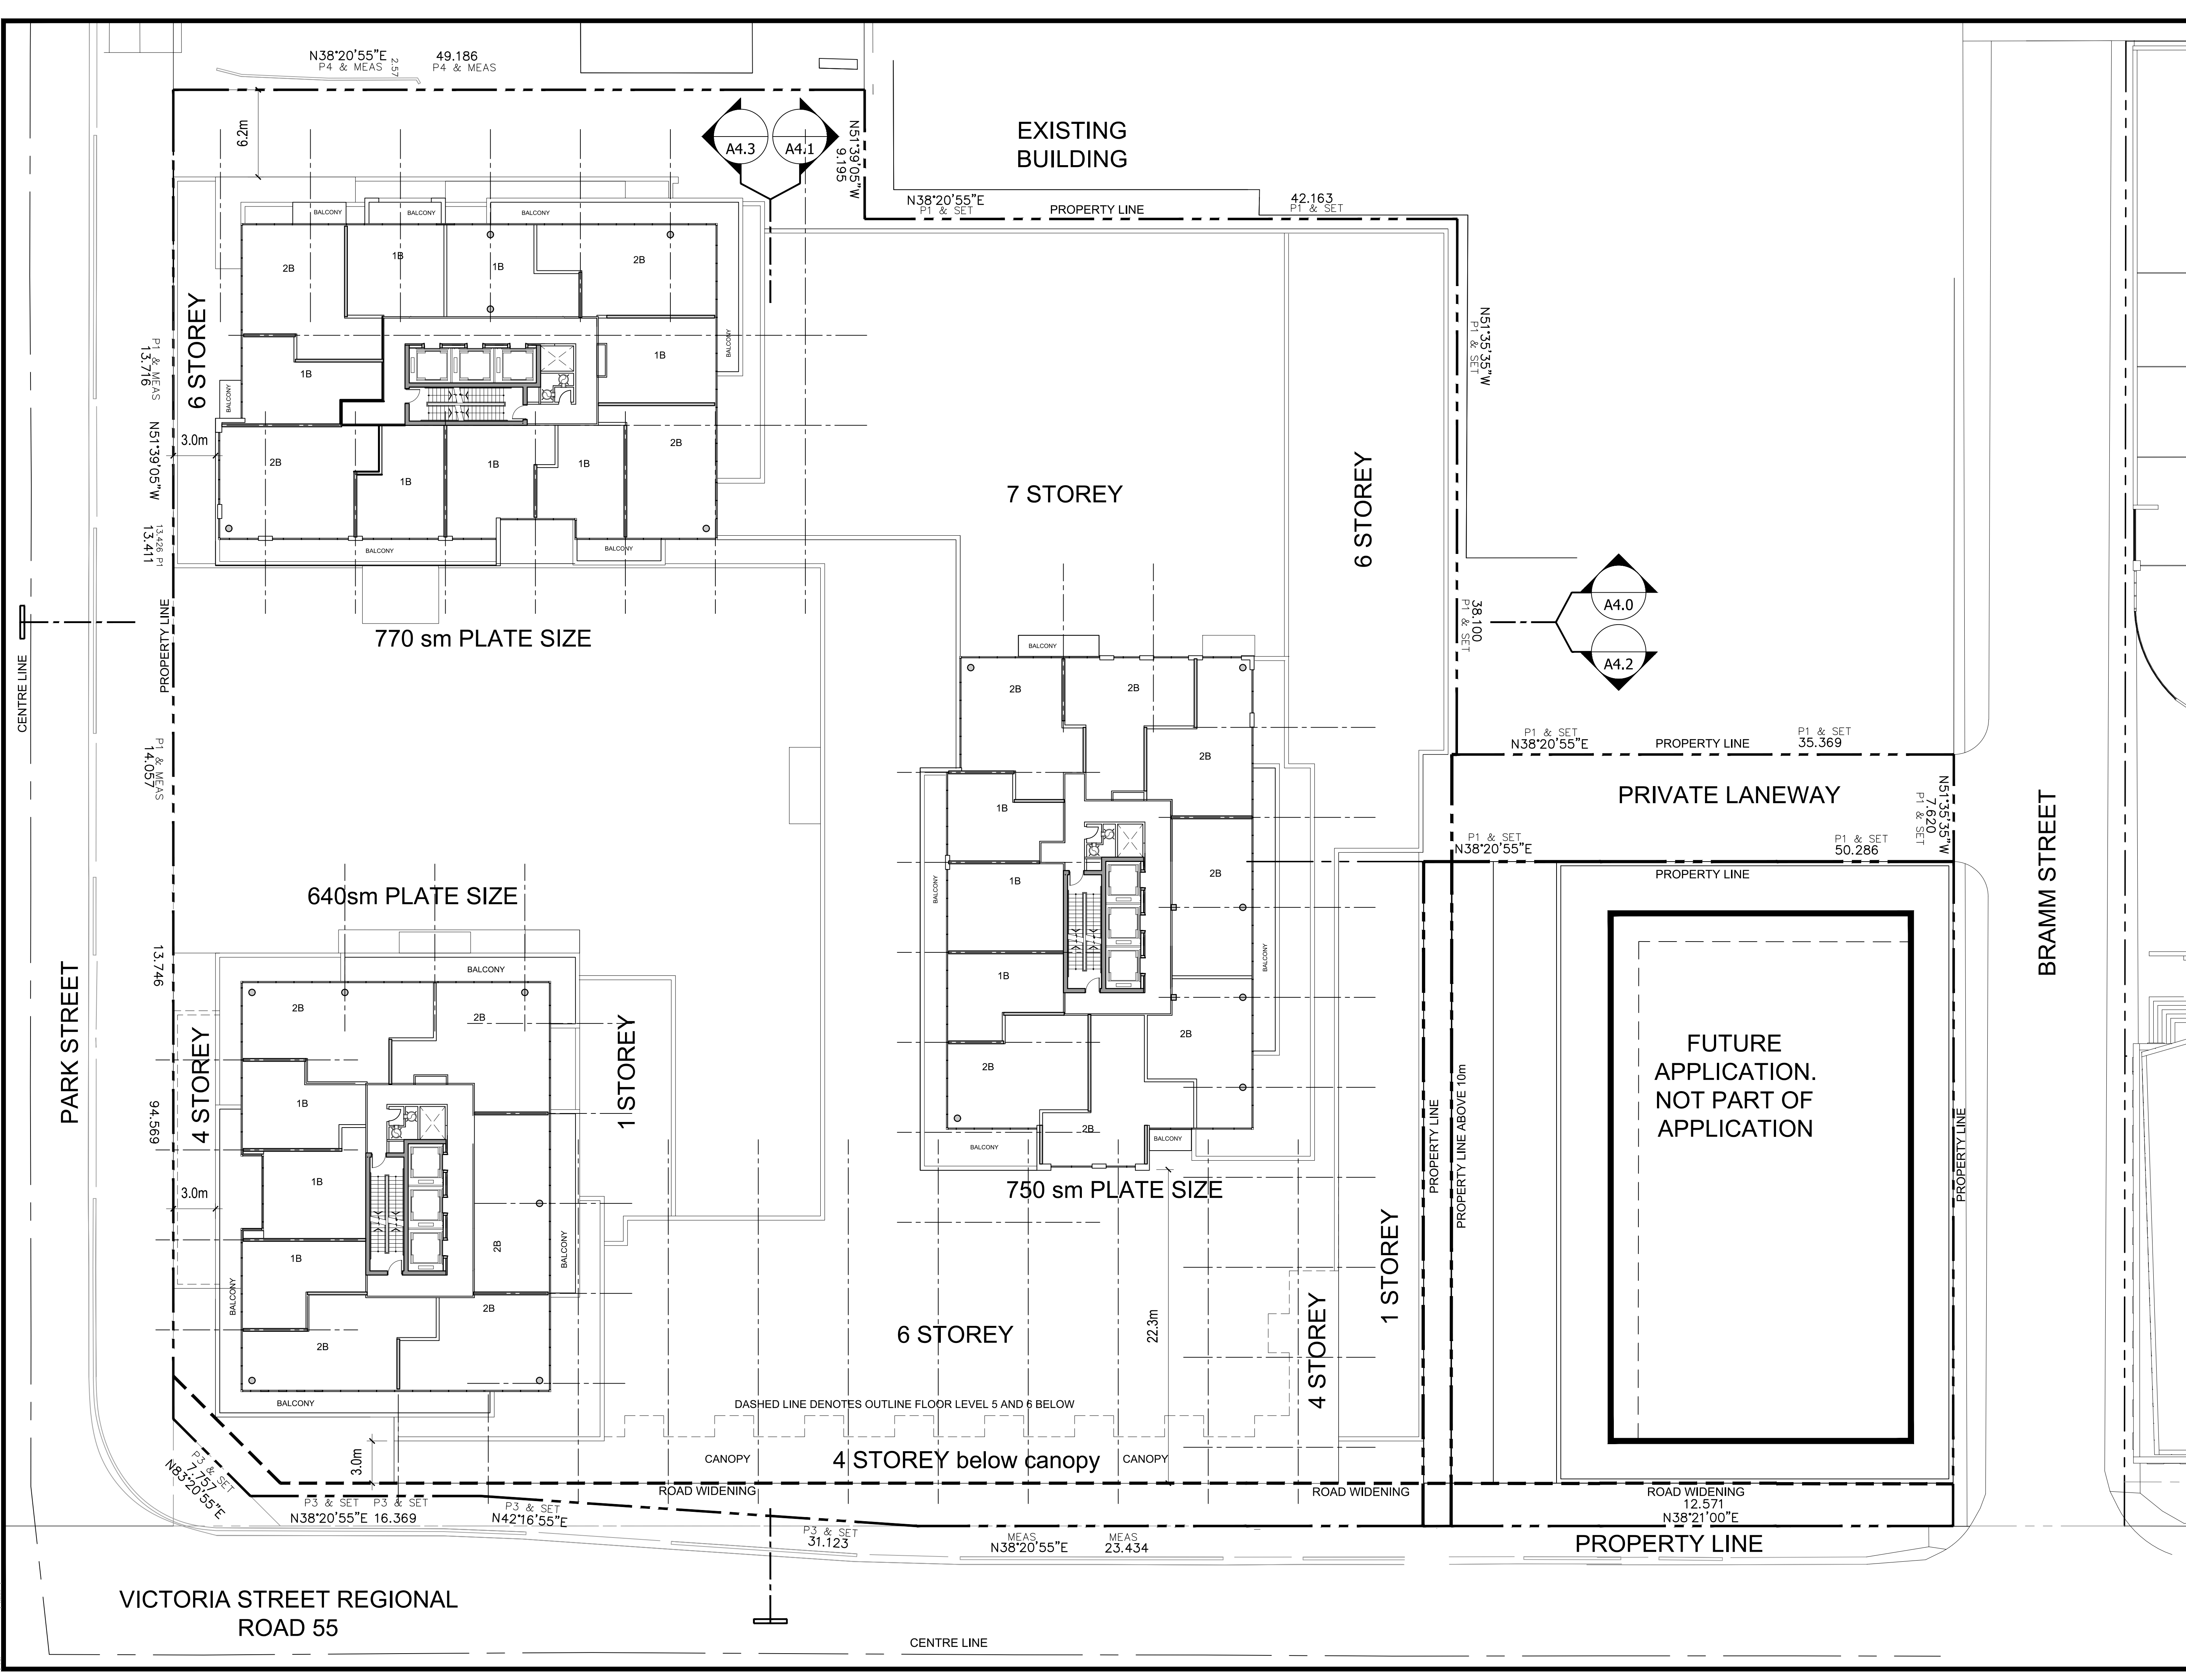 N38°20'55"E
P4 & MEAS
2.57
49.186
P4 & MEAS
6.2m
A4.3
A4.1
N51°39'05"W
9.195
EXISTING
BUILDING
N38°20'55"E
P1 & SET
PROPERTY LINE
42.163
P1 & SET
BALCONY
BALCONY
BALCONY
2B
1B
1B
2B
6 STOREY
P1 & MEAS
13.716
BALCONY
1B
1B
BALCONY
N51°35'35"W
P1 & SET
3.0m
N51°39'05"W
2B
1B
1B
1B
2B
7 STOREY
6 STOREY
13.426 P1
13.411
BALCONY
BALCONY
PROPERTY LINE
770 sm PLATE SIZE
38.100
P1 & SET
A4.0
A4.2
CENTRE LINE
BALCONY
2B
2B
2B
P1 & MEAS
14.057
P1 & SET
N38°20'55"E
PROPERTY LINE
P1 & SET
35.369
PRIVATE LANEWAY
N51°35'35"W
7.620
P1 & SET
BRAMM STREET
1B
P1 & SET
N38°20'55"E
P1 & SET
50.286
PROPERTY LINE
640sm PLATE SIZE
BALCONY
1B
2B
BALCONY
1B
13.746
BALCONY
2B
2B
PARK STREET
4 STOREY
1 STOREY
2B
2B
FUTURE
APPLICATION.
NOT PART OF
APPLICATION
94.569
1B
PROPERTY LINE
PROPERTY LINE ABOVE 10m
PROPERTY LINE
2B
BALCONY
BALCONY
3.0m
1B
750 sm PLATE SIZE
1B
2B
BALCONY
BALCONY
2B
2B
6 STOREY
22.3m
4 STOREY
1 STOREY
BALCONY
DASHED LINE DENOTES OUTLINE FLOOR LEVEL 5 AND 6 BELOW
3.0m
CANOPY
4 STOREY below canopy
CANOPY
P3 & SET
7.757
N83°20'55"E
ROAD WIDENING
ROAD WIDENING
ROAD WIDENING
12.571
N38°21'00"E
P3 & SET
P3 & SET
N38°20'55"E 16.369
P3 & SET
N42°16'55"E
P3 & SET
31.123
MEAS
N38°20'55"E
MEAS
23.434
PROPERTY LINE
VICTORIA STREET REGIONAL
ROAD 55
CENTRE LINE